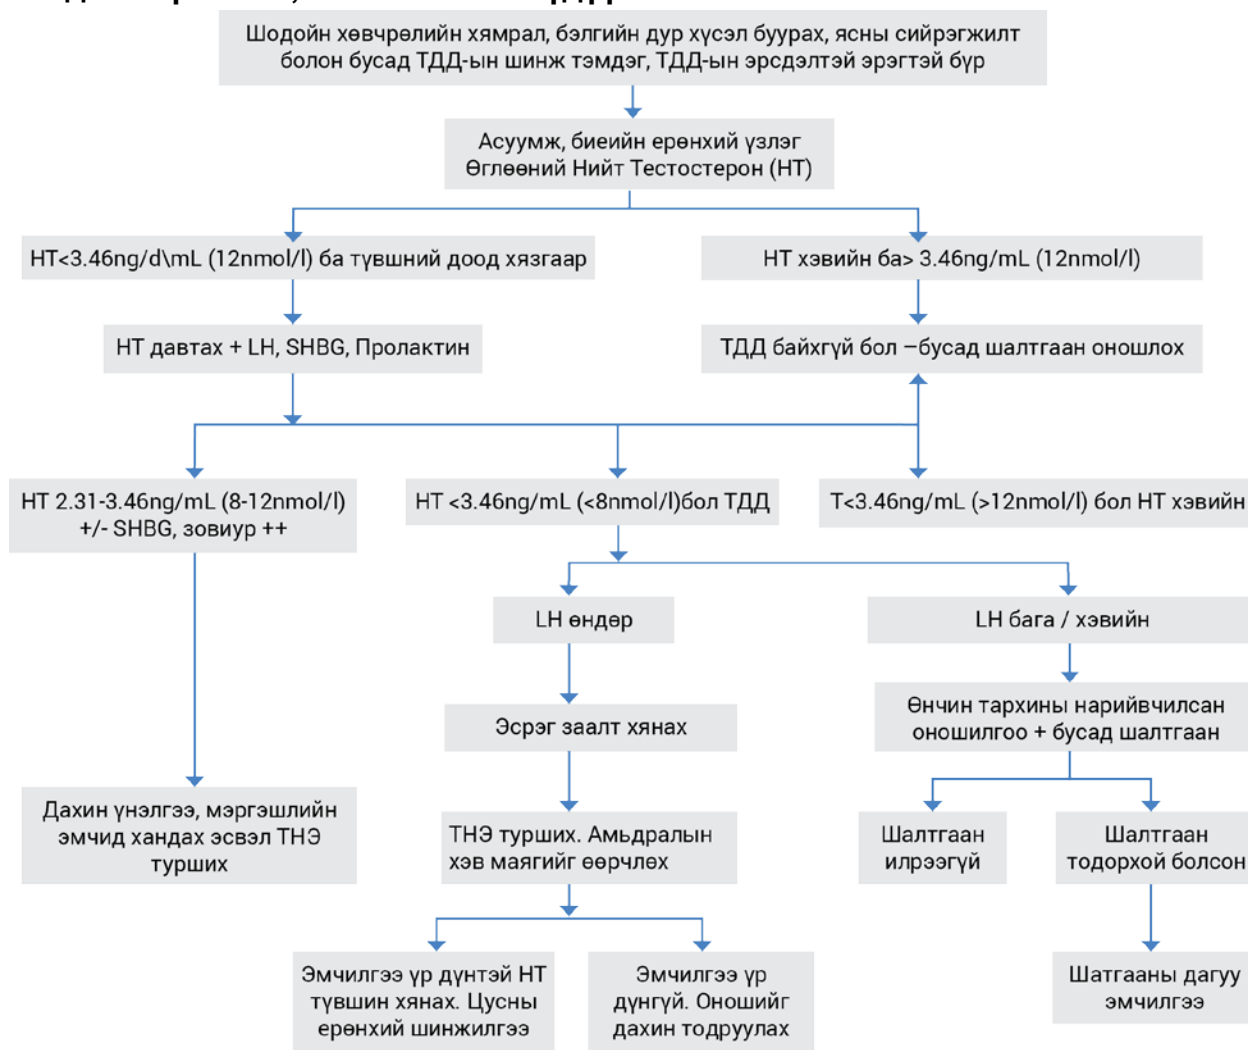 Шодойн хөвчрөлийн хямрал, бэлгийн дур хүсэл буурах, ясны сийрэгжилт
болон бусад ТДД-ын шинж тэмдэг, ТДД-ын эрсдэлтэй эрэгтэй бүр
Асуумж, биеийн ерөнхий үзлэг
Өглөөний Нийт Тестостерон (НТ)
НТ<3.46ng/d\mL (12nmol/l) ба түвшний доод хязгаар
НТ хэвийн ба> 3.46ng/mL (12nmol/l)
НТ давтах + LH, SHBG, Пролактин
ТДД байхгүй бол –бусад шалтгаан оношлох
НТ 2.31-3.46ng/mL (8-12nmol/l)
+/- SHBG, зовиур ++
НТ <3.46ng/mL (<8nmol/l)бол ТДД
Т<3.46ng/mL (>12nmol/l) бол НТ хэвийн
LH өндөр
LH бага / хэвийн
Эсрэг заалт хянах
Өнчин тархины нарийвчилсан
оношилгоо + бусад шалтгаан
Дахин үнэлгээ, мэргэшлийн
эмчид хандах эсвэл ТНЭ
турших
ТНЭ турших. Амьдралын
хэв маягийг өөрчлөх
Шалтгаан
илрээгүй
Шалтгаан
тодорхой болсон
Эмчилгээ үр дүнтэй НТ
түвшин хянах. Цусны
ерөнхий шинжилгээ
Эмчилгээ үр
дүнгүй. Оношийг
дахин тодруулах
Шатгааны дагуу
эмчилгээ